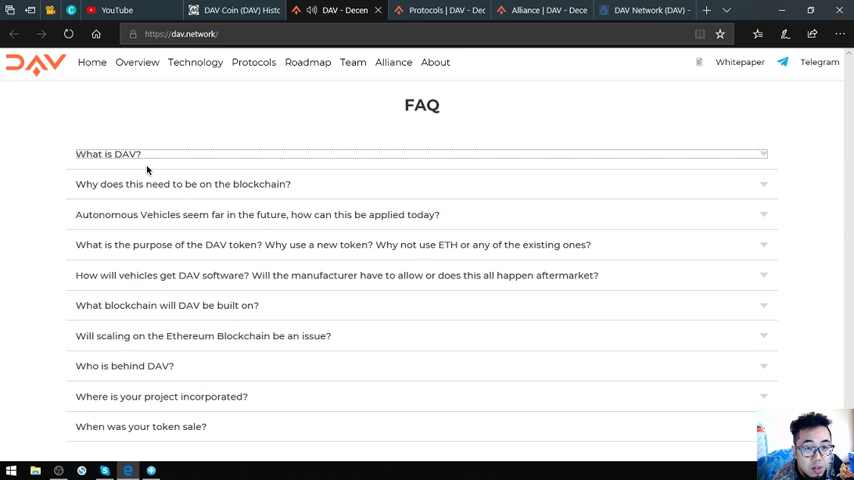 YouTube
DAV Coin (DAV) Histo
DAV - Decen
Protocols | DAV - Dec
Alliance | DAV - Dece
DAV Network (DAV) -
https://dav.network/
DAV
Home Overview Technology Protocols Roadmap Team Alliance About
Whitepaper
Telegram
FAQ
What is DAV?
Why does this need to be on the blockchain?
Autonomous Vehicles seem far in the future, how can this be applied today?
What is the purpose of the DAV token? Why use a new token? Why not use ETH or any of the existing ones?
How will vehicles get DAV software? Will the manufacturer have to allow or does this all happen aftermarket?
What blockchain will DAV be built on?
Will scaling on the Ethereum Blockchain be an issue?
Who is behind DAV?
Where is your project incorporated?
When was your token sale?